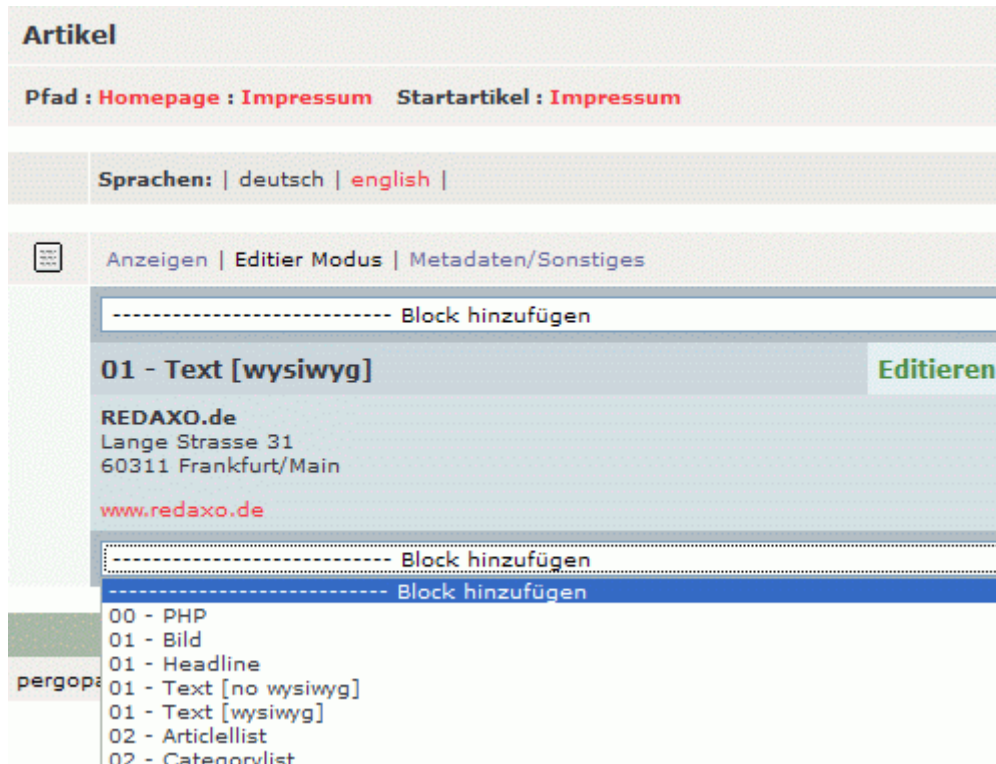 Artikel
Pfad : Homepage : Impressum Startartikel : Impressum
Sprachen: | deutsch | english |
Anzeigen | Editier Modus | Metadaten/Sonstiges
---------------------------- Block hinzufügen
01 - Text [wysiwyg]
Editieren
REDAXO.de
Lange Strasse 31
60311 Frankfurt/Main
www.redaxo.de
---------------------------- Block hinzufügen
---------------------------- Block hinzufügen
00 - PHP
01 - Bild
01 - Headline
01 - Text [no wysiwyg]
pergopa
01 - Text [wysiwyg]
02 - Articlellist
02 - Categorylist